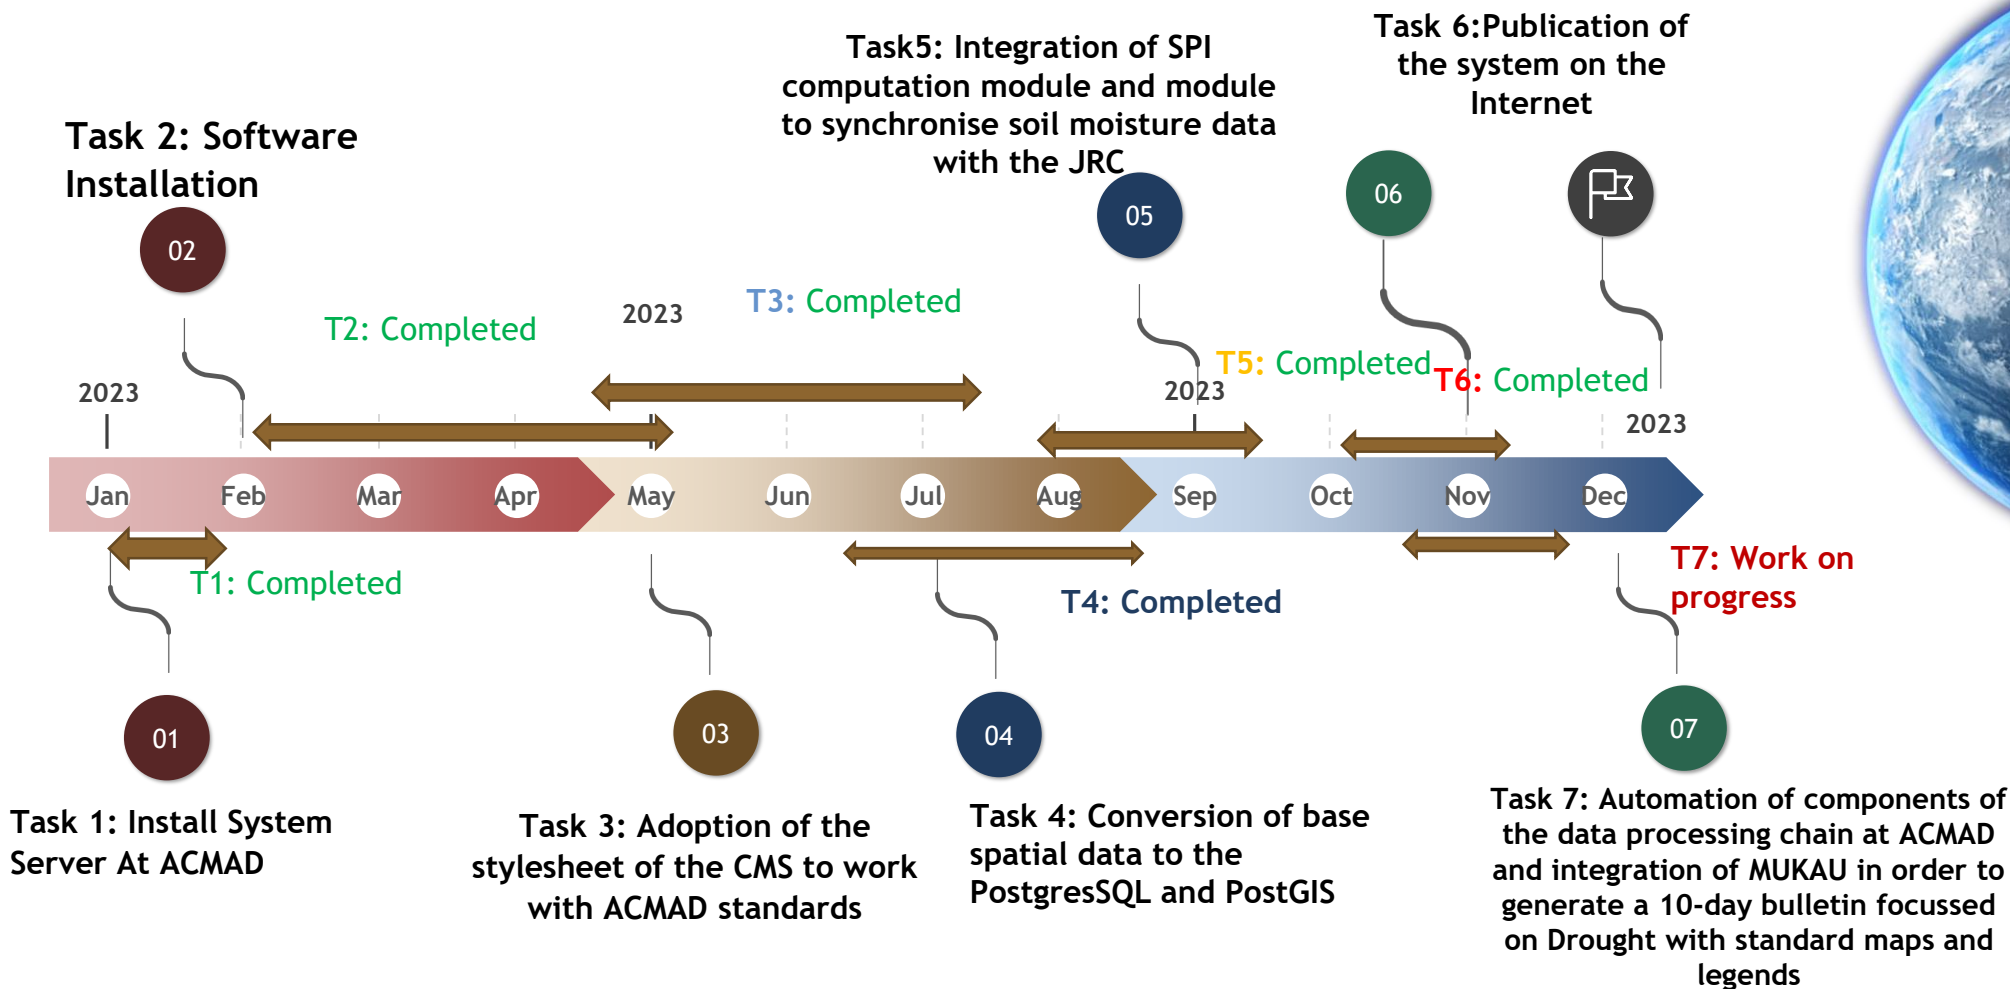 Task 6:Publication of
the system on the
Internet
Task5: Integration of SPI
computation module and module
to synchronise soil moisture data
with the JRC
Task 2: Software
Installation
02
05
06
T2: Completed
2023
T3: Completed
T5: Completed
T6: Completed
2023
2023
2023
Jan
Feb
Mar
Apr
May
Jun
Jul
Aug
Sep
Oct
Nov
Dec
T1: Completed
T4: Completed
T7: Work on
progress
01
03
04
07
Task 1: Install System
Server At ACMAD
Task 3: Adoption of the
stylesheet of the CMS to work
with ACMAD standards
Task 4: Conversion of base
spatial data to the
PostgresSQL and PostGIS
Task 7: Automation of components of
the data processing chain at ACMAD
and integration of MUKAU in order to
generate a 10-day bulletin focussed
on Drought with standard maps and
legends